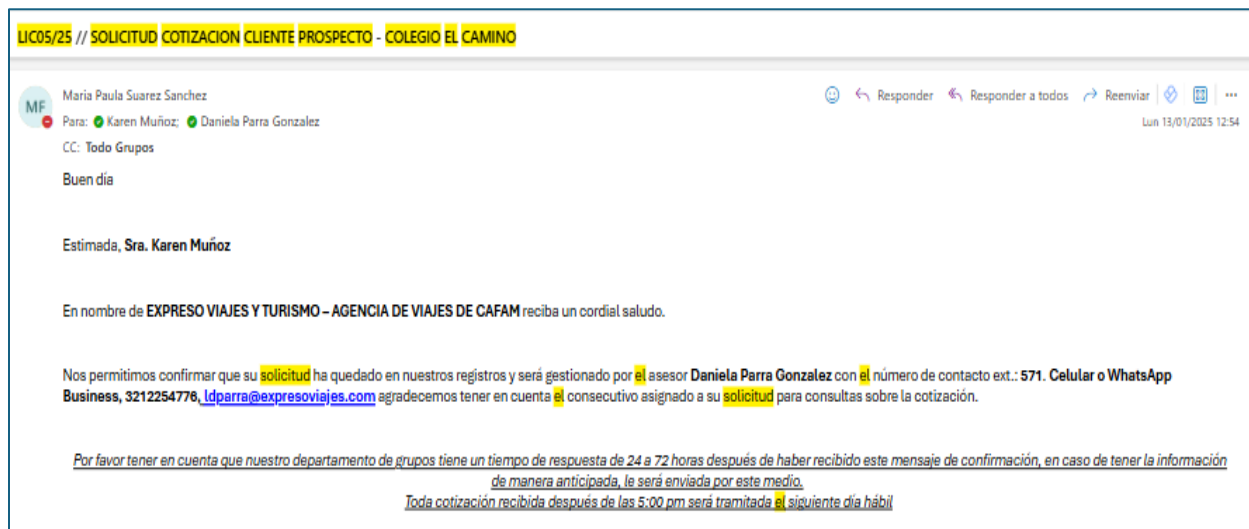 LIC05/25 // SOLICITUD COTIZACION CLIENTE PROSPECTO - COLEGIO EL CAMINO
MF
Maria Paula Suarez Sanchez
Responder
Responder a todos
Reenviar
Para: Karen Muñoz; Daniela Parra Gonzalez
Lun 13/01/2025 12:54
CC: Todo Grupos
Buen día
Estimada, Sra. Karen Muñoz
En nombre de EXPRESO VIAJES Y TURISMO – AGENCIA DE VIAJES DE CAFAM reciba un cordial saludo.
Nos permitimos confirmar que su solicitud ha quedado en nuestros registros y será gestionado por el asesor Daniela Parra Gonzalez con el número de contacto ext.: 571. Celular o WhatsApp
Business, 3212254776, ldparra@expresoviajes.com agradecemos tener en cuenta el consecutivo asignado a su solicitud para consultas sobre la cotización.
Por favor tener en cuenta que nuestro departamento de grupos tiene un tiempo de respuesta de 24 a 72 horas después de haber recibido este mensaje de confirmación, en caso de tener la información
de manera anticipada, le será enviada por este medio.
Toda cotización recibida después de las 5:00 pm será tramitada el siguiente día hábil